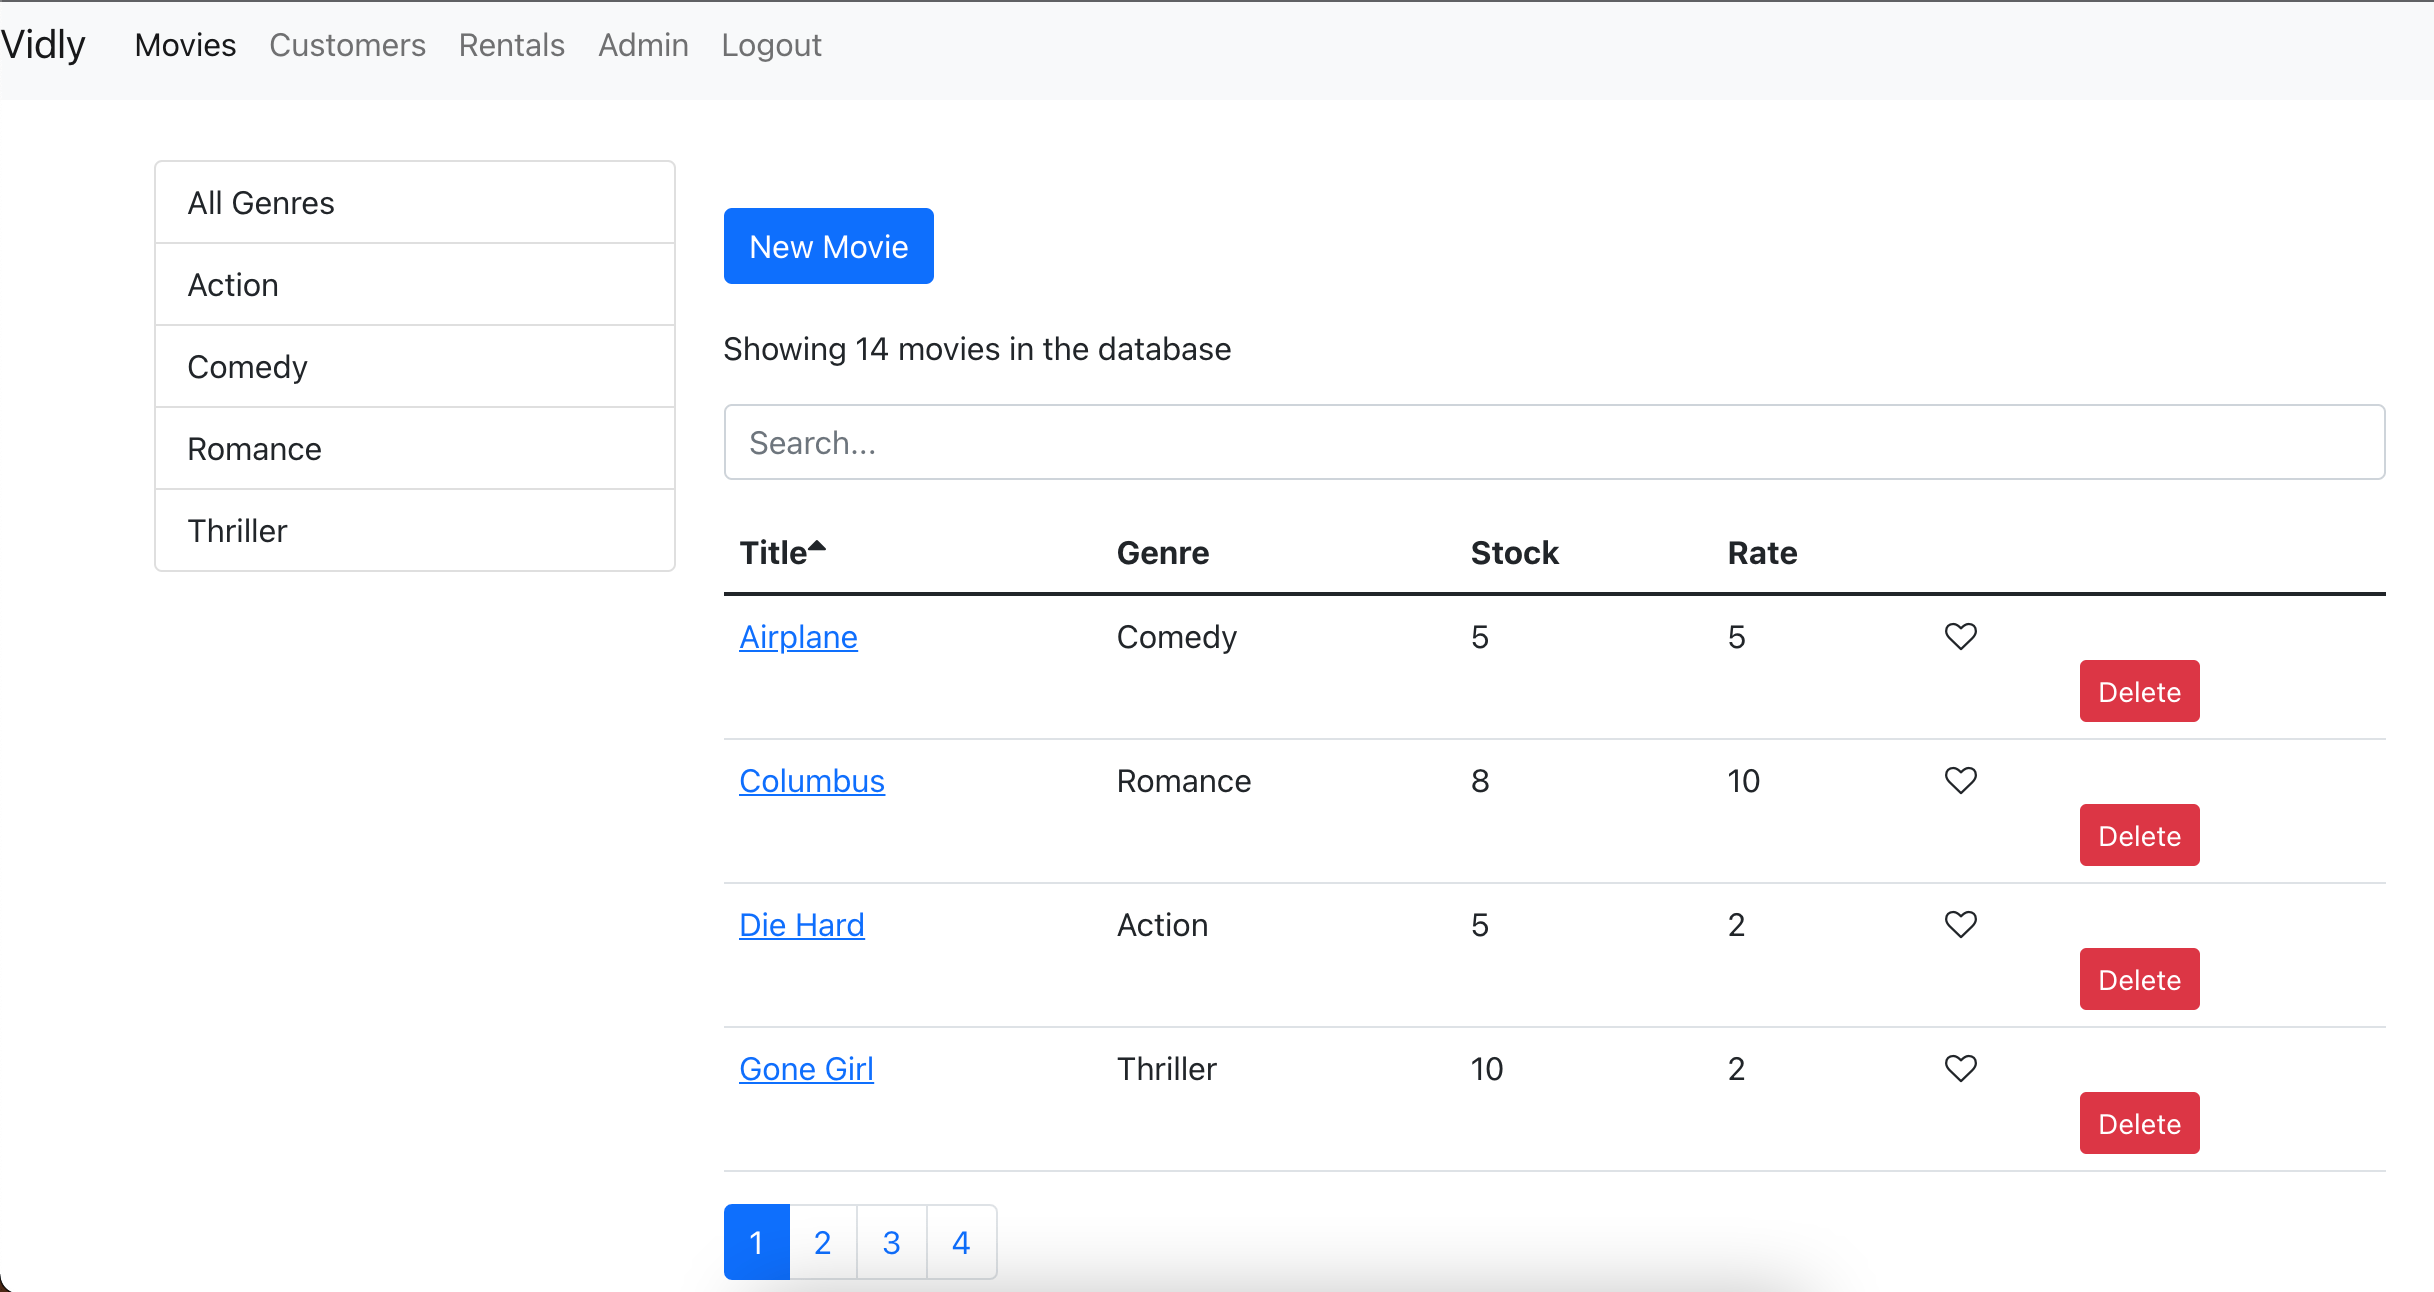 Vidly Movies Customers Rentals Admin Logout
All Genres
Action
Comedy
Romance
Thriller
New Movie
Showing 14 movies in the database
Search...
Title Genre Stock Rate
Airplane Comedy 5 5 Delete
Columbus Romance 8 10 Delete
Die Hard Action 5 2 Delete
Gone Girl Thriller 10 2 Delete
1 2 3 4